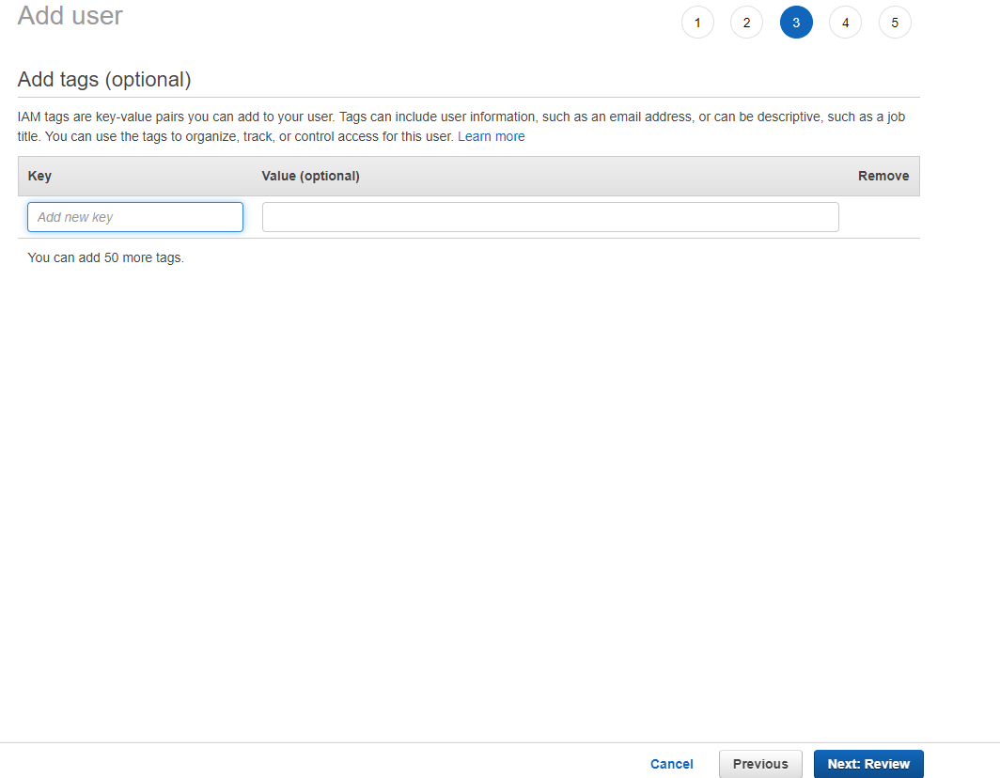 Add user
1 2 3 4 5
Add tags (optional)
IAM tags are key-value pairs you can add to your user. Tags can include user information, such as an email address, or can be descriptive, such as a job
title. You can use the tags to organize, track, or control access for this user. Learn more
Key Value (optional) Remove
Add new key
You can add 50 more tags.
Cancel Previous Next: Review